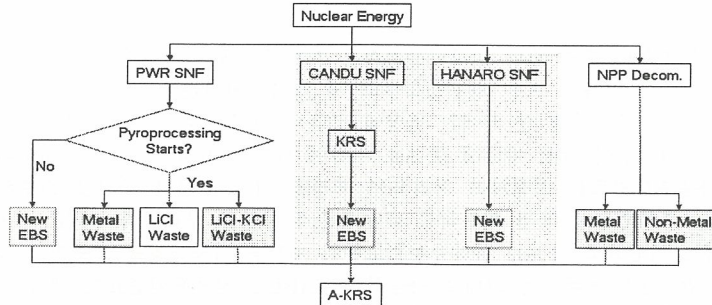 Nuclear Energy
PWR SNF
CANDU SNF
HANARO SNF
NPP Decom.
Pyroprocessing
Starts?
KRS
No
Yes
New
EBS
Metal
Waste
LiCl
Waste
LiCl-KCl
Waste
New
EBS
New
EBS
Metal
Waste
Non-Metal
Waste
A-KRS